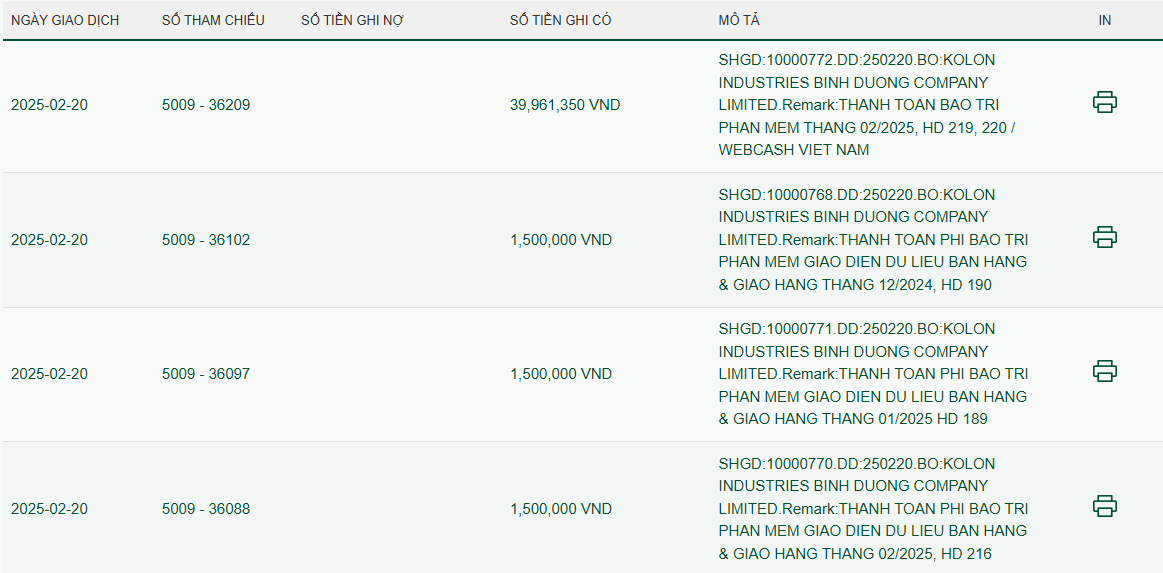 NGÀY GIAO DỊCH SỐ THAM CHIẾU SỐ TIỀN GHI NỢ SỐ TIỀN GHI CÓ MÔ TẢ IN
2025-02-20 5009 - 36209 39,961,350 VND
SHGD:10000772.DD:250220.BO:KOLON
INDUSTRIES BINH DUONG COMPANY
LIMITED.Remark:THANH TOAN BAO TRI
PHAN MEM THANG 02/2025, HD 219, 220 /
WEBCASH VIET NAM
2025-02-20 5009 - 36102 1,500,000 VND
SHGD:10000768.DD:250220.BO:KOLON
INDUSTRIES BINH DUONG COMPANY
LIMITED.Remark:THANH TOAN PHI BAO TRI
PHAN MEM GIAO DIEN DU LIEU BAN HANG
& GIAO HANG THANG 12/2024, HD 190
2025-02-20 5009 - 36097 1,500,000 VND
SHGD:10000771.DD:250220.BO:KOLON
INDUSTRIES BINH DUONG COMPANY
LIMITED.Remark:THANH TOAN PHI BAO TRI
PHAN MEM GIAO DIEN DU LIEU BAN HANG
& GIAO HANG THANG 01/2025 HD 189
2025-02-20 5009 - 36088 1,500,000 VND
SHGD:10000770.DD:250220.BO:KOLON
INDUSTRIES BINH DUONG COMPANY
LIMITED.Remark:THANH TOAN PHI BAO TRI
PHAN MEM GIAO DIEN DU LIEU BAN HANG
& GIAO HANG THANG 02/2025, HD 216